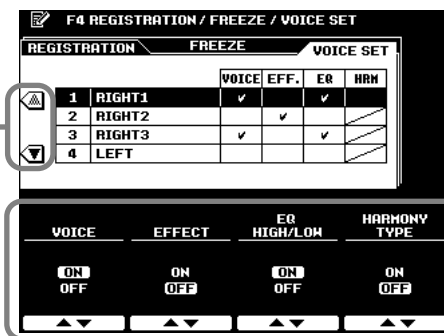 F4 REGISTRATION / FREEZE / VOICE SET
REGISTRATION FREEZE VOICE SET
VOICE EFF. EQ HRM
1 RIGHT1 ✓ ✓
2 RIGHT2 ✓
3 RIGHT3 ✓ ✓
4 LEFT
VOICE EFFECT EQ HIGH/LOW HARMONY TYPE
ON ON ON ON
OFF OFF OFF OFF